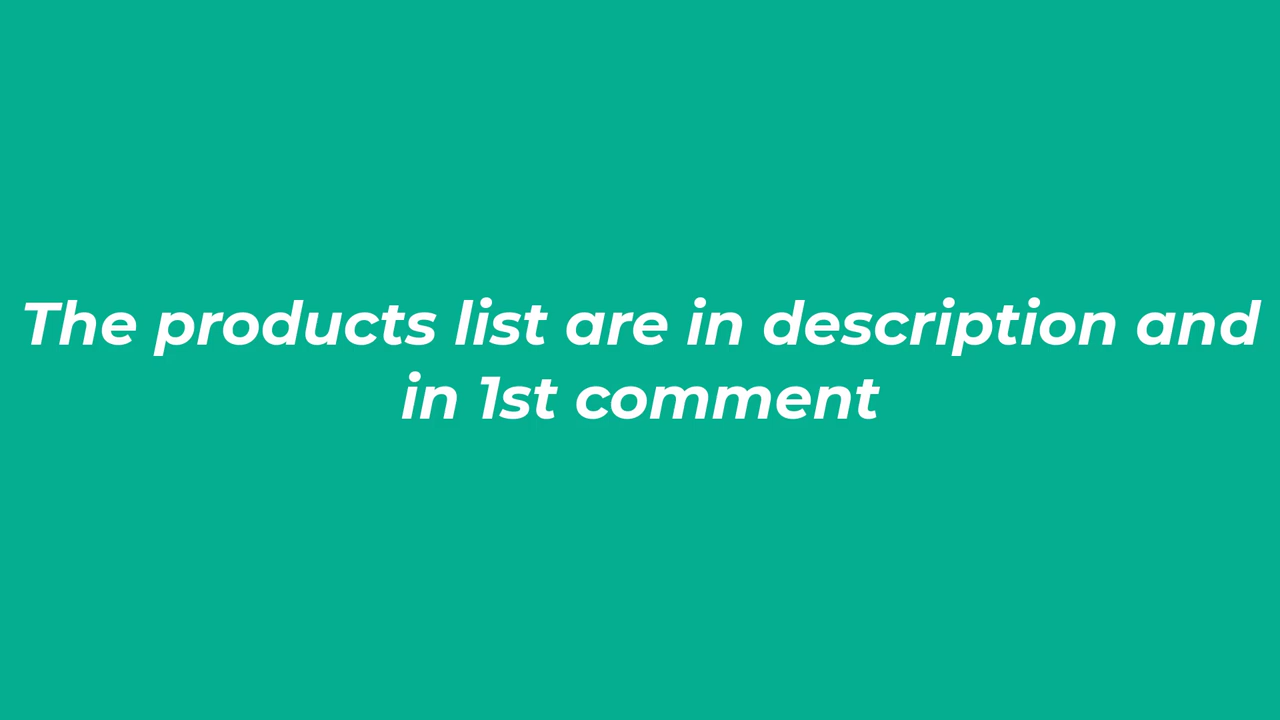 The products list are in description and
in 1st comment